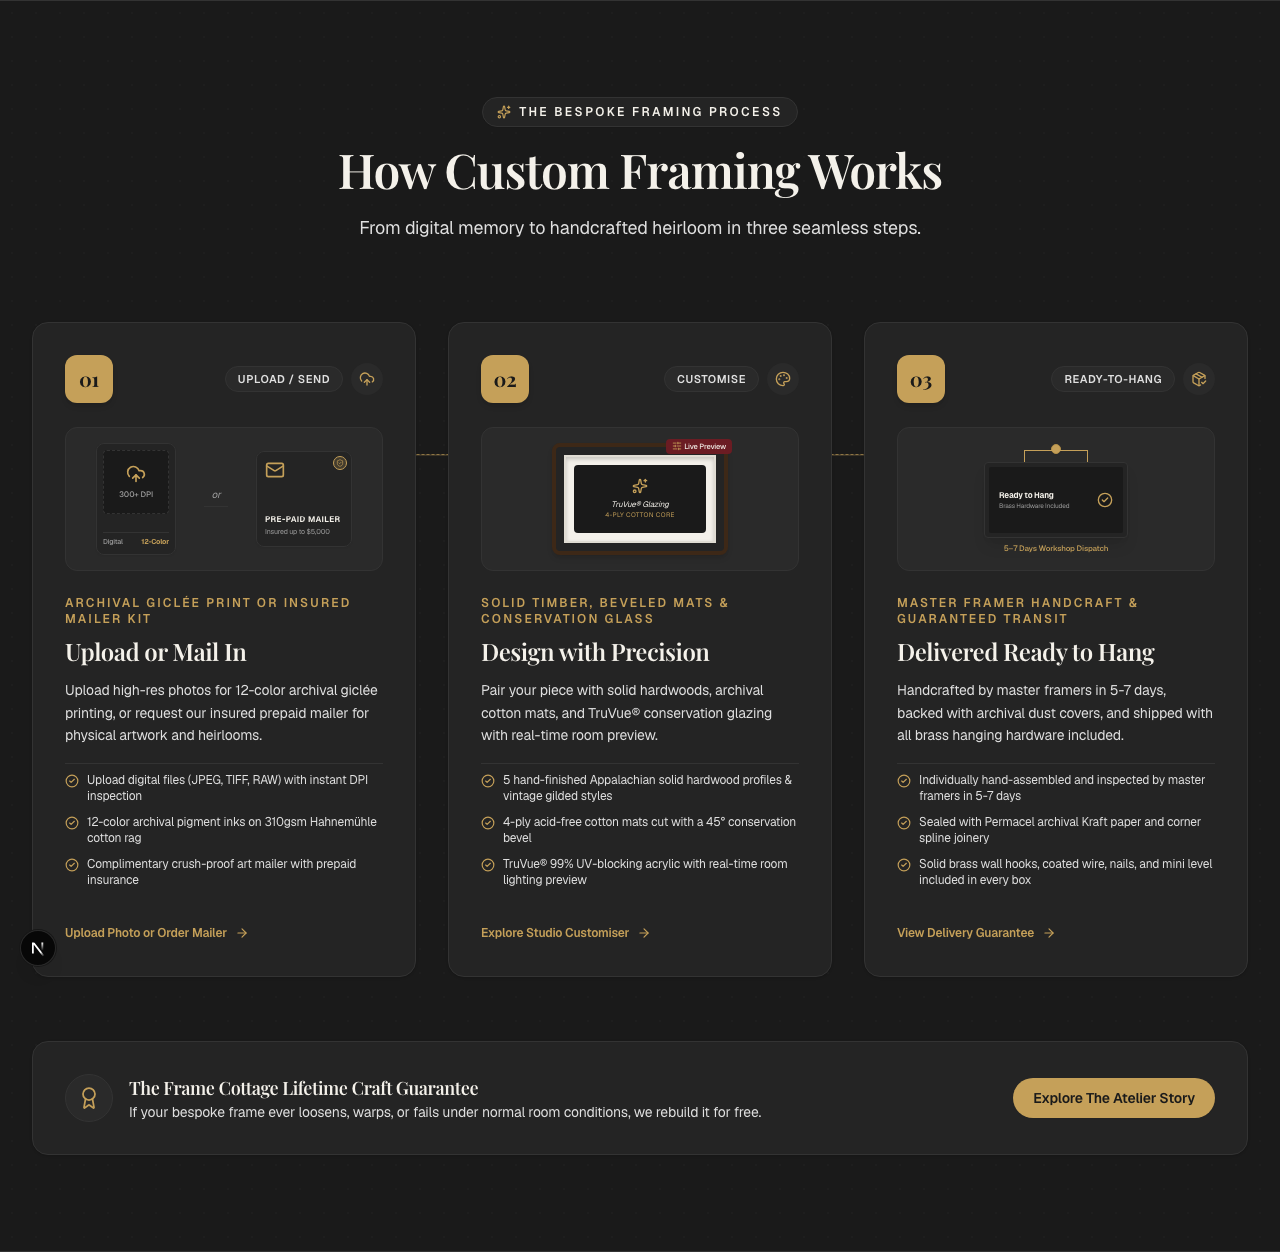 THE BESPOKE FRAMING PROCESS
How Custom Framing Works
From digital memory to handcrafted heirloom in three seamless steps.
01
UPLOAD / SEND
300+ DPI
Digital
12-Color
or
PRE-PAID MAILER
Insured up to $5,000
ARCHIVAL GICLÉE PRINT OR INSURED
MAILER KIT
Upload or Mail In
Upload high-res photos for 12-color archival giclée
printing, or request our insured prepaid mailer for
physical artwork and heirlooms.
Upload digital files (JPEG, TIFF, RAW) with instant DPI
inspection
12-color archival pigment inks on 310gsm Hahnemühle
cotton rag
Complimentary crush-proof art mailer with prepaid
insurance
Upload Photo or Order Mailer
02
CUSTOMISE
Live Preview
TruVue® Glazing
4-PLY COTTON CORE
SOLID TIMBER, BEVELED MATS &
CONSERVATION GLASS
Design with Precision
Pair your piece with solid hardwoods, archival
cotton mats, and TruVue® conservation glazing
with real-time room preview.
5 hand-finished Appalachian solid hardwood profiles &
vintage gilded styles
4-ply acid-free cotton mats cut with a 45° conservation
bevel
TruVue® 99% UV-blocking acrylic with real-time room
lighting preview
Explore Studio Customiser
03
READY-TO-HANG
Ready to Hang
Brass Hardware Included
5–7 Days Workshop Dispatch
MASTER FRAMER HANDCRAFT &
GUARANTEED TRANSIT
Delivered Ready to Hang
Handcrafted by master framers in 5-7 days,
backed with archival dust covers, and shipped with
all brass hanging hardware included.
Individually hand-assembled and inspected by master
framers in 5-7 days
Sealed with Permacel archival Kraft paper and corner
spline joinery
Solid brass wall hooks, coated wire, nails, and mini level
included in every box
View Delivery Guarantee
N
The Frame Cottage Lifetime Craft Guarantee
If your bespoke frame ever loosens, warps, or fails under normal room conditions, we rebuild it for free.
Explore The Atelier Story